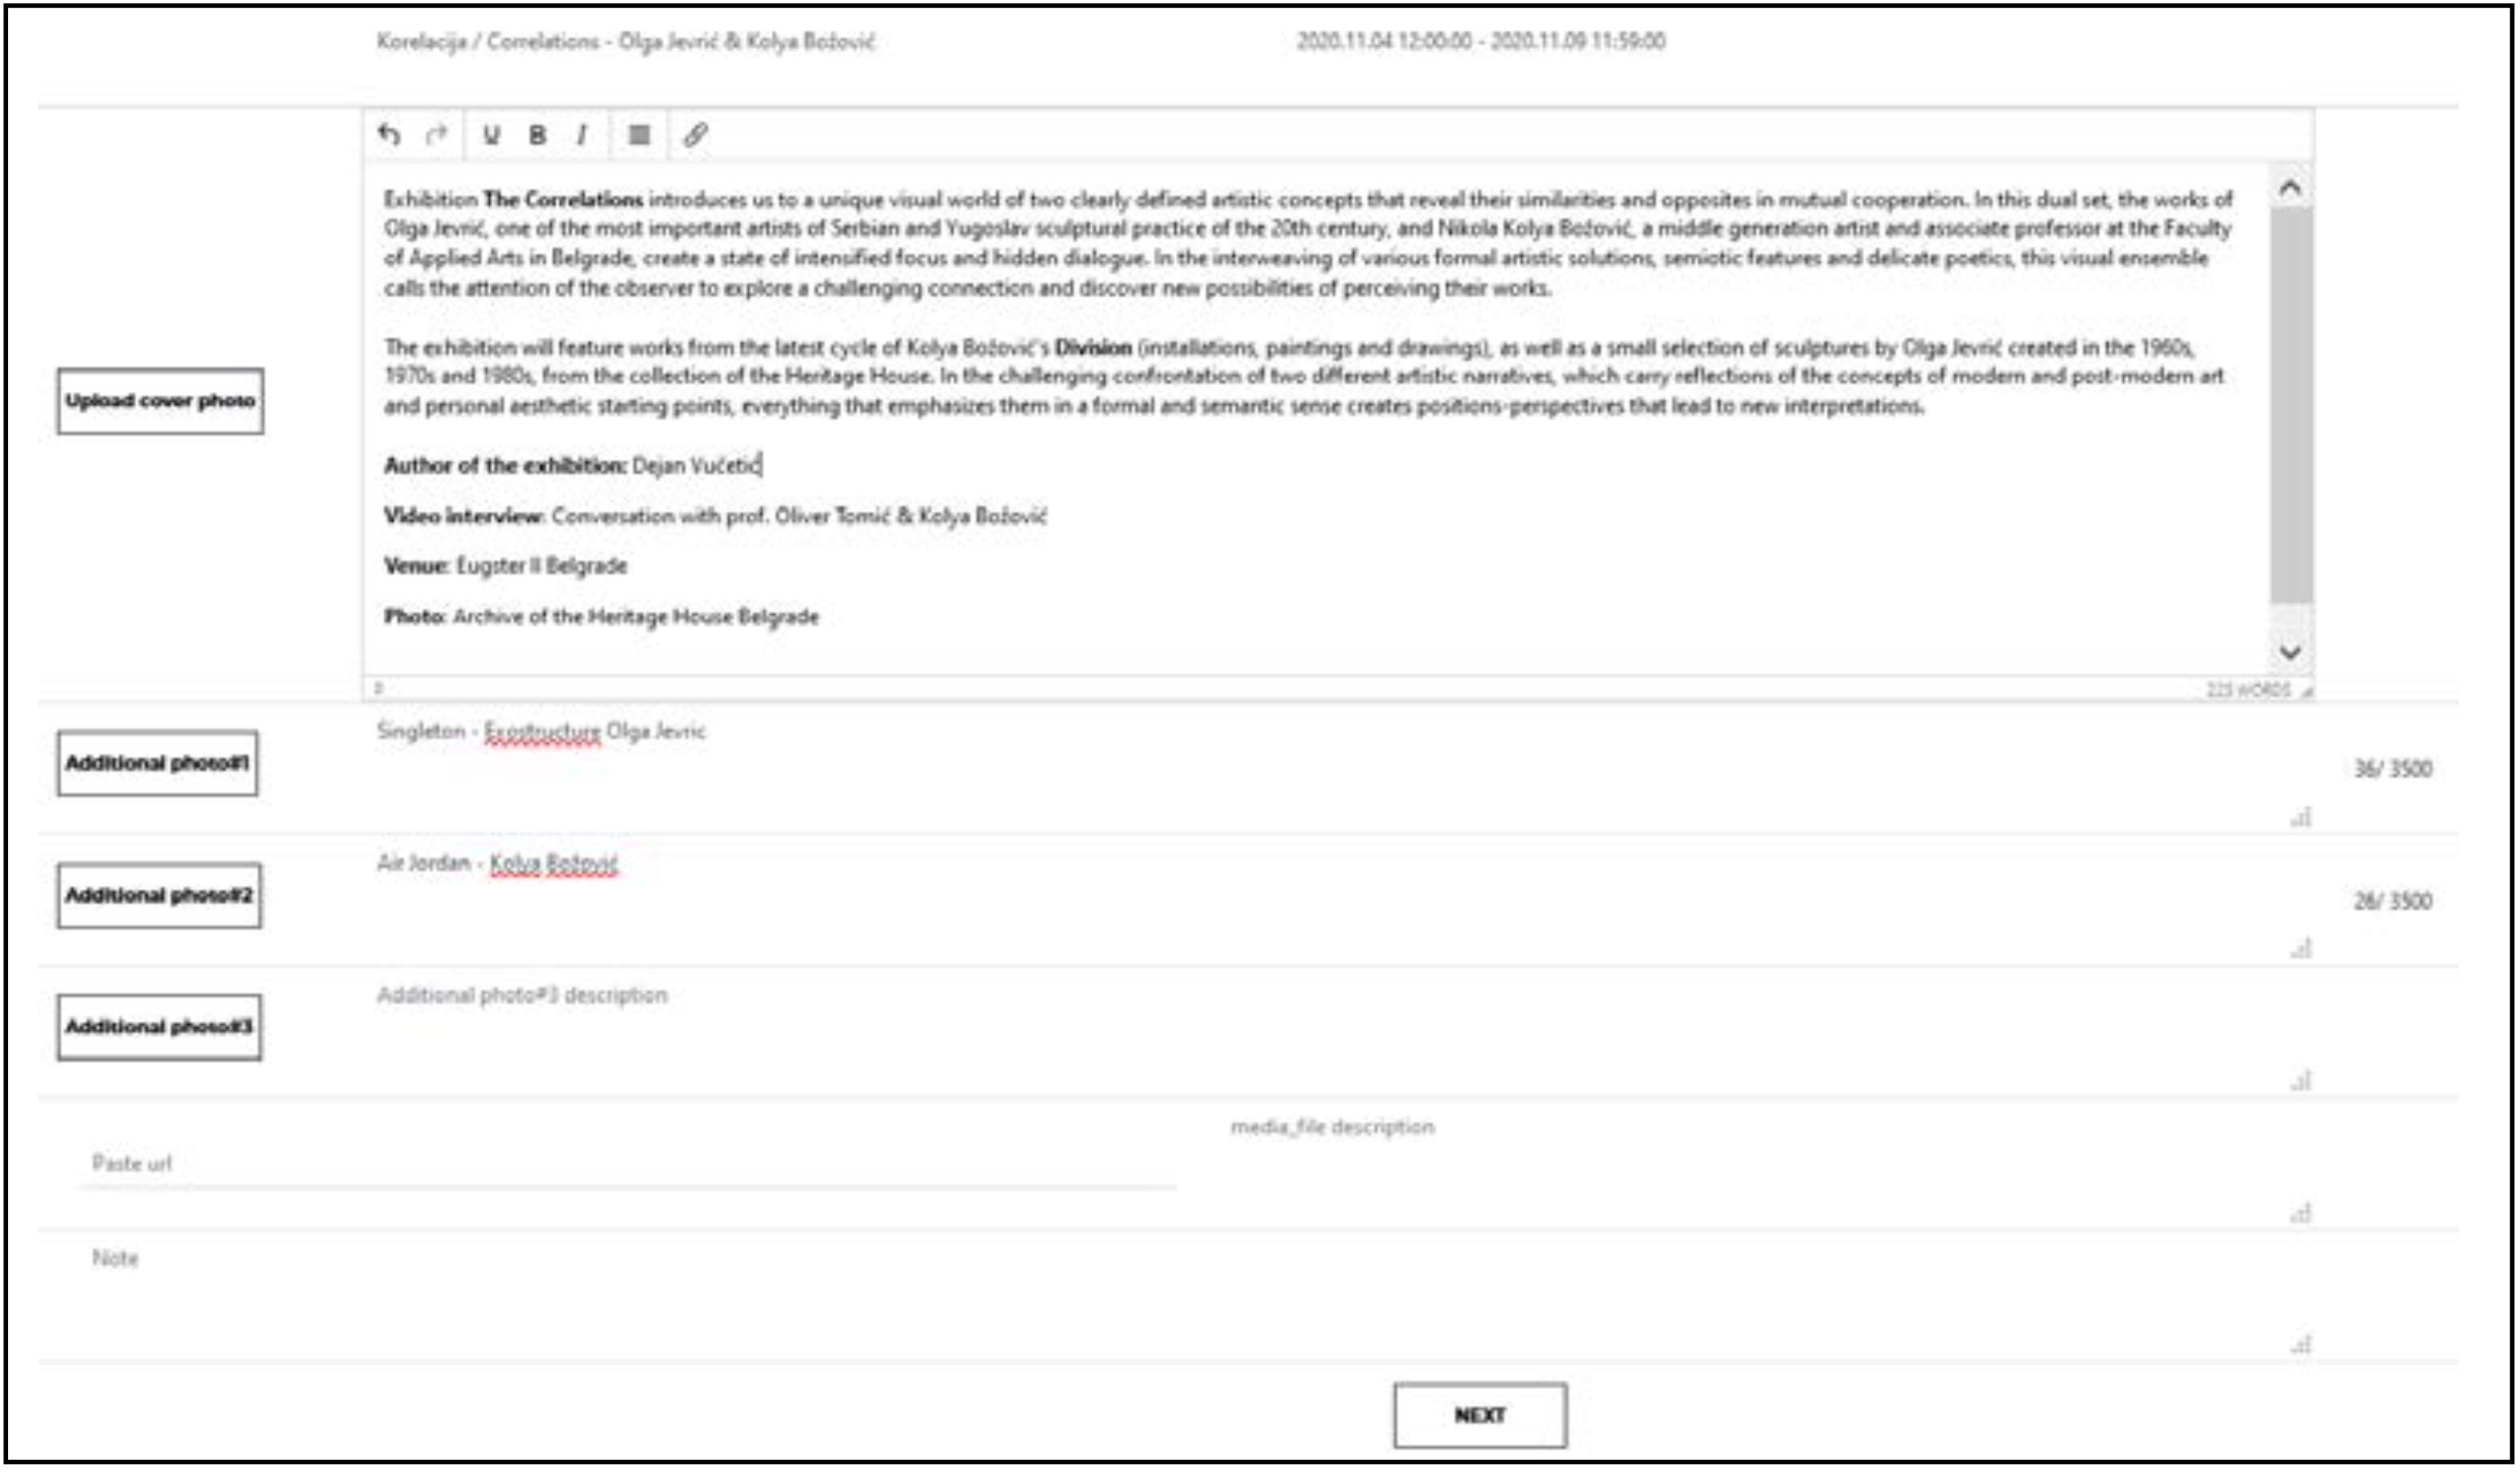 Korelacija / Correlations - Olga Jevrić & Kolya Božović
2020.11.04 12:00:00 - 2020.11.09 11:59:00
U B I
Exhibition The Correlations introduces us to a unique visual world of two clearly defined artistic concepts that reveal their similarities and opposites in mutual cooperation. In this dual set, the works of
Olga Jevrić, one of the most important artists of Serbian and Yugoslav sculptural practice of the 20th century, and Nikola Kolya Božović, a middle generation artist and associate professor at the Faculty
of Applied Arts in Belgrade, create a state of intensified focus and hidden dialogue. In the interweaving of various formal artistic solutions, semiotic features and delicate poetics, this visual ensemble
calls the attention of the observer to explore a challenging connection and discover new possibilities of perceiving their works.
The exhibition will feature works from the latest cycle of Kolya Božović's Division (installations, paintings and drawings), as well as a small selection of sculptures by Olga Jevrić created in the 1960s,
1970s and 1980s, from the collection of the Heritage House. In the challenging confrontation of two different artistic narratives, which carry reflections of the concepts of modern and post-modern art
and personal aesthetic starting points, everything that emphasizes them in a formal and semantic sense creates positions-perspectives that lead to new interpretations.
Upload cover photo
Author of the exhibition: Dejan Vučetić
Video interview: Conversation with prof. Oliver Tomić & Kolya Božović
Venue: Eugster II Belgrade
Photo: Archive of the Heritage House Belgrade
WORDS
Additional photo#1
Singleton - Exostructure Olga Jevric
36/ 3500
Additional photo#2
Air Jordan - Kolya Božović
26/ 3500
Additional photo#3
Additional photo#3 description
Paste url
media_file description
Note
NEXT